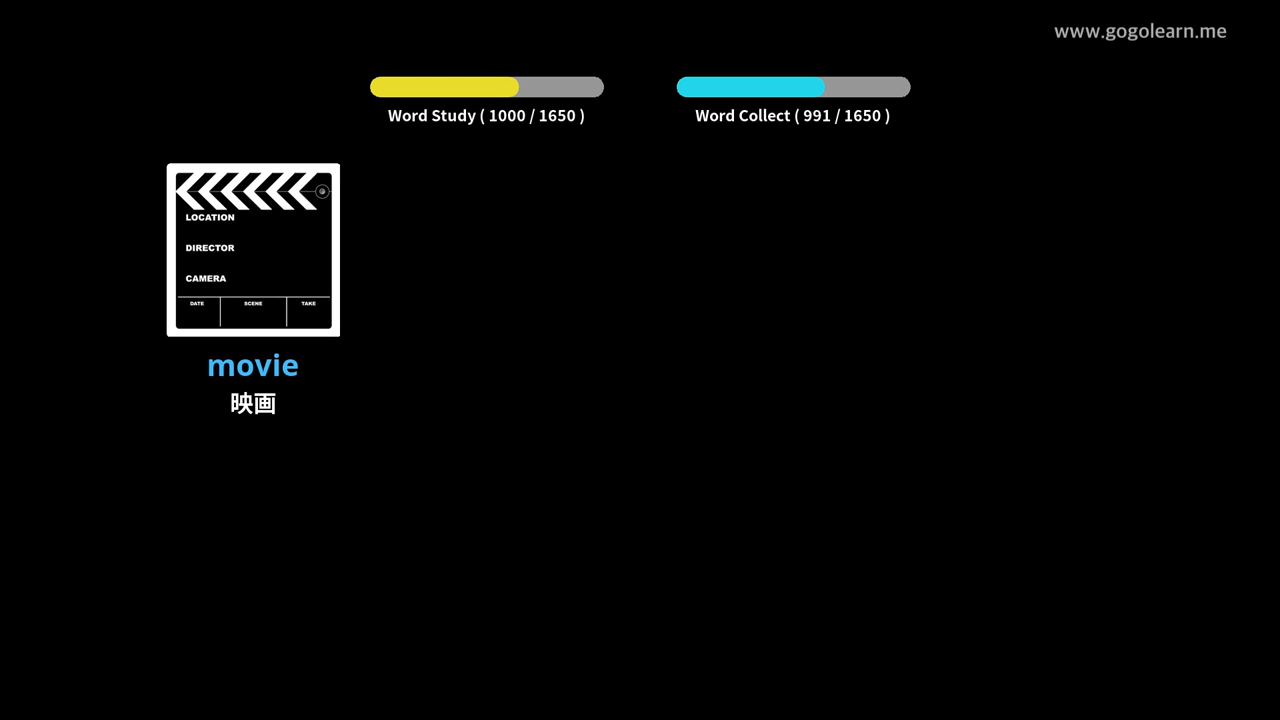 www.gogolearn.me
Word Study ( 1000 / 1650 )
Word Collect ( 991 / 1650 )
LOCATION
DIRECTOR
CAMERA
DATE
SCENE
TAKE
movie
映画